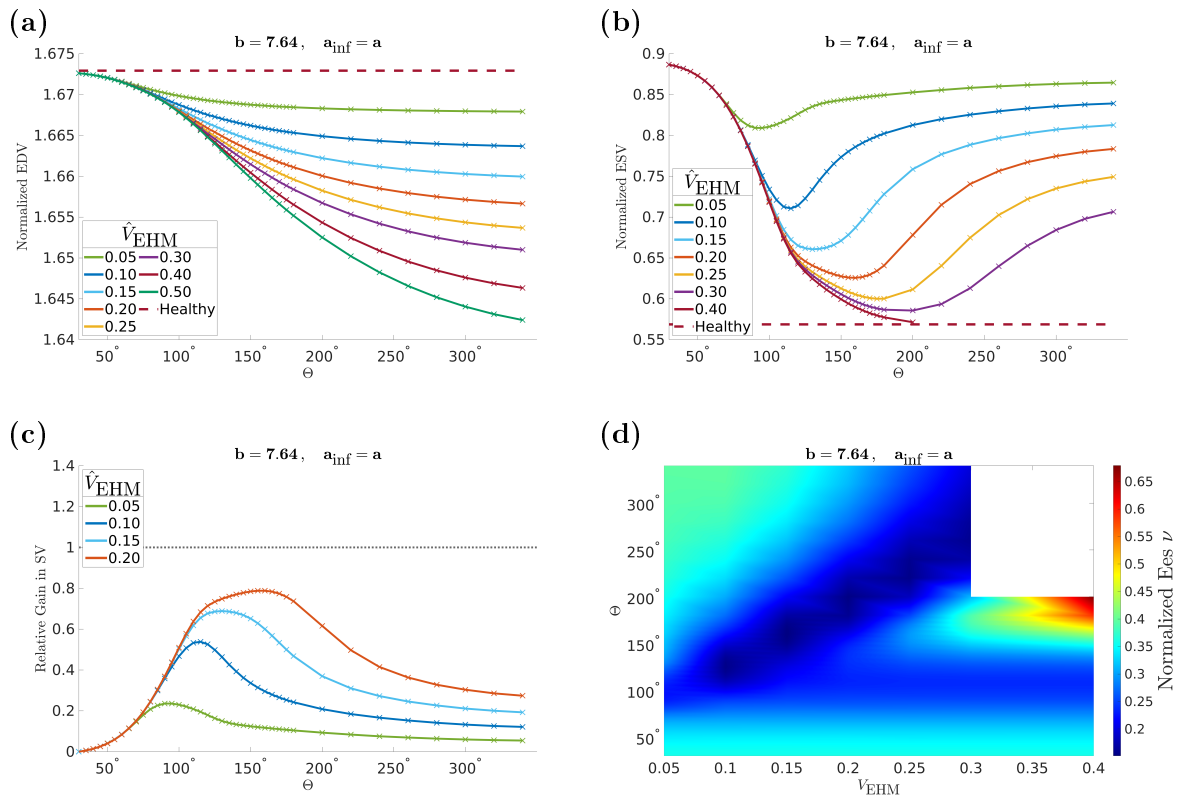 (a)
b = 7.64 ,    a_inf = a
1.675
1.67
1.665
1.66
1.655
1.65
1.645
1.64
Normalized EDV
V̂_EHM
0.05 0.30
0.10 0.40
0.15 0.50
0.20 Healthy
0.25
50° 100° 150° 200° 250° 300°
Θ
(b)
b = 7.64 ,    a_inf = a
0.9
0.85
0.8
0.75
0.7
0.65
0.6
0.55
Normalized ESV
V̂_EHM
0.05
0.10
0.15
0.20
0.25
0.30
0.40
Healthy
50° 100° 150° 200° 250° 300°
Θ
(c)
b = 7.64 ,    a_inf = a
1.4
1.2
1
0.8
0.6
0.4
0.2
0
Relative Gain in SV
V̂_EHM
0.05
0.10
0.15
0.20
50° 100° 150° 200° 250° 300°
Θ
(d)
b = 7.64 ,    a_inf = a
300°
250°
200°
150°
100°
50°
Θ
0.05 0.1 0.15 0.2 0.25 0.3 0.35 0.4
V_EHM
0.65
0.6
0.55
0.5
0.45
0.4
0.35
0.3
0.25
0.2
Normalized Ees ν